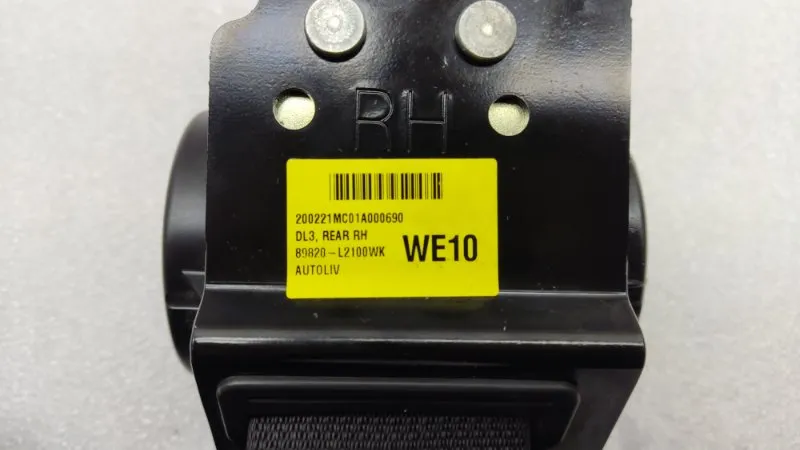 RH
200221MC01A000690
DL3, REAR RH
89820-L2100WK
WE10
AUTOLIV